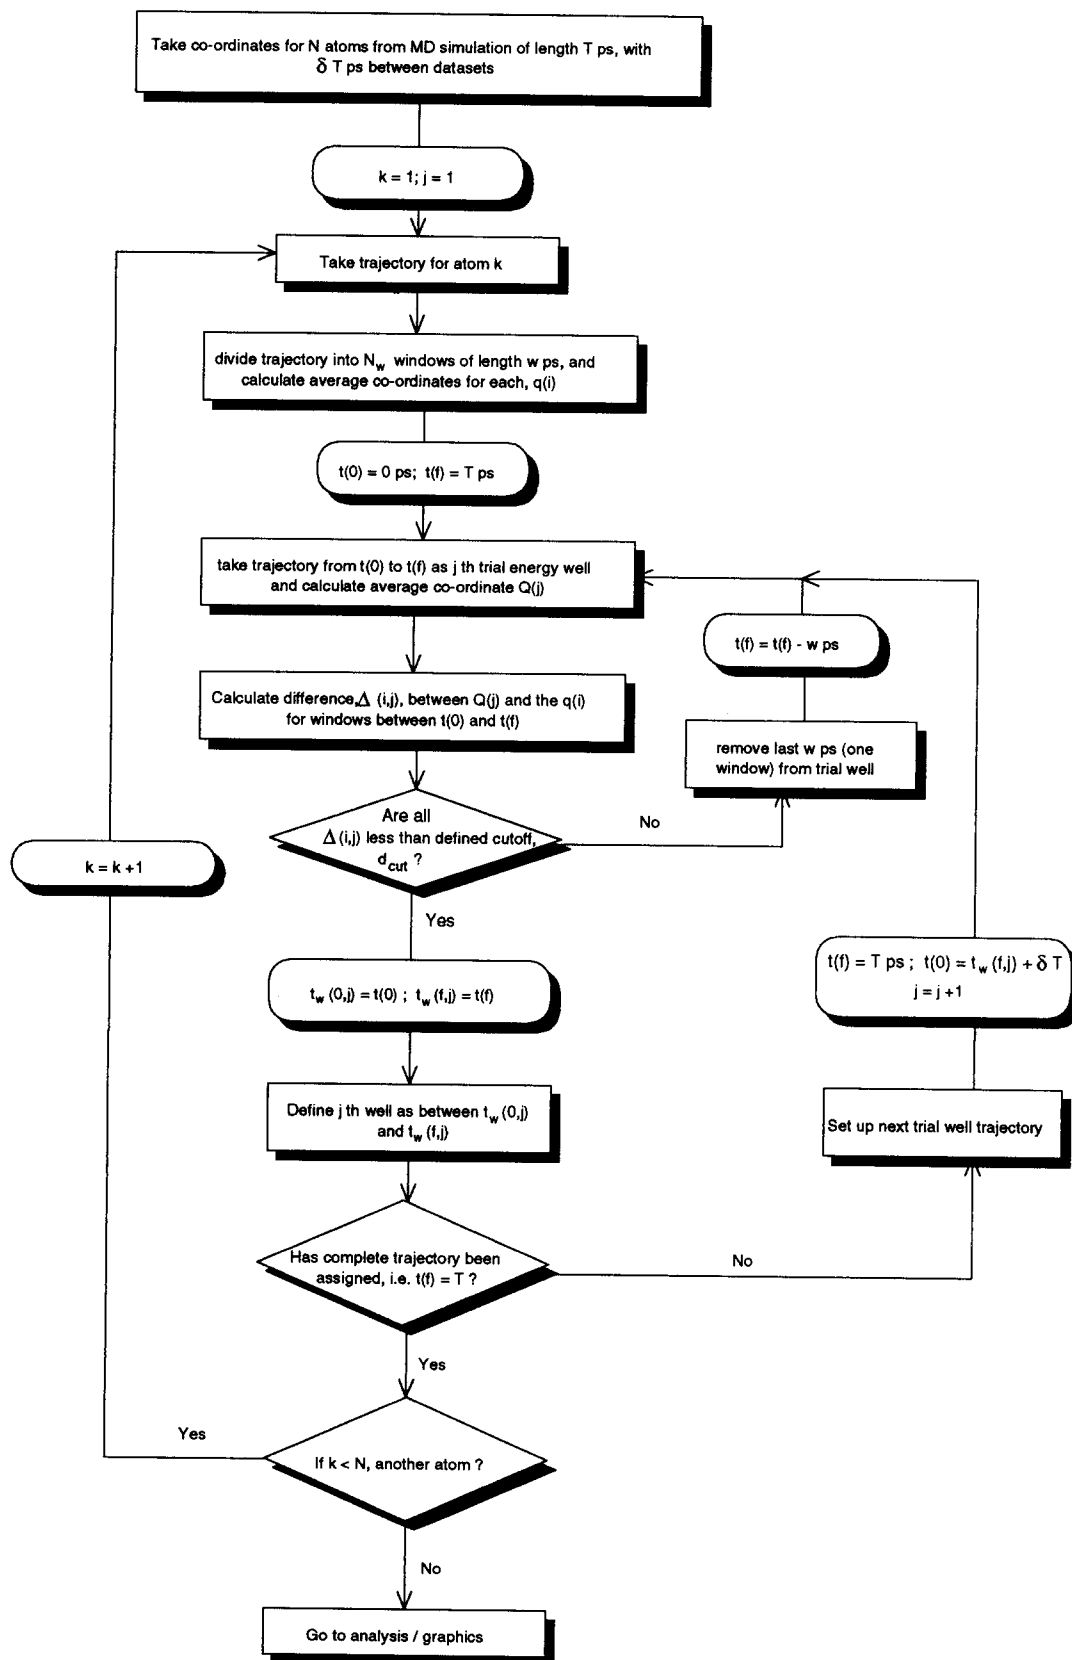 Take co-ordinates for N atoms from MD simulation of length T ps, with
δ T ps between datasets
k = 1; j = 1
Take trajectory for atom k
divide trajectory into N_w windows of length w ps, and
calculate average co-ordinates for each, q(i)
t(0) = 0 ps; t(f) = T ps
take trajectory from t(0) to t(f) as j th trial energy well
and calculate average co-ordinate Q(j)
t(f) = t(f) - w ps
Calculate difference, Δ (i,j), between Q(j) and the q(i)
for windows between t(0) and t(f)
remove last w ps (one
window) from trial well
Are all
Δ (i,j) less than defined cutoff,
d_cut ?
No
k = k +1
Yes
t(f) = T ps ; t(0) = t_w (f,j) + δ T
j = j +1
t_w (0,j) = t(0) ; t_w (f,j) = t(f)
Define j th well as between t_w (0,j)
and t_w (f,j)
Set up next trial well trajectory
Has complete trajectory been
assigned, i.e. t(f) = T ?
No
Yes
Yes
If k < N, another atom ?
No
Go to analysis / graphics